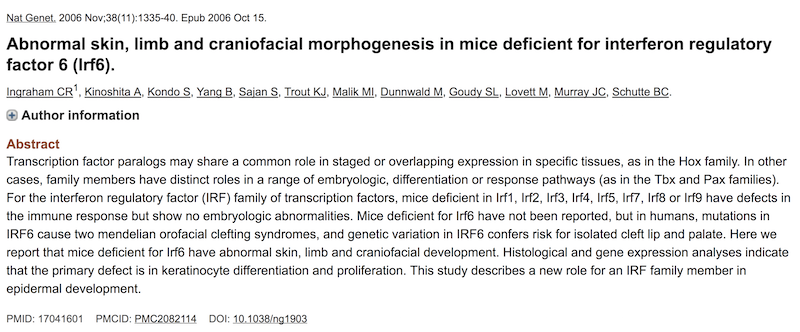 Nat Genet. 2006 Nov;38(11):1335-40. Epub 2006 Oct 15.
Abnormal skin, limb and craniofacial morphogenesis in mice deficient for interferon regulatory
factor 6 (Irf6).
Ingraham CR1, Kinoshita A, Kondo S, Yang B, Sajan S, Trout KJ, Malik MI, Dunnwald M, Goudy SL, Lovett M, Murray JC, Schutte BC.
Author information
Abstract
Transcription factor paralogs may share a common role in staged or overlapping expression in specific tissues, as in the Hox family. In other
cases, family members have distinct roles in a range of embryologic, differentiation or response pathways (as in the Tbx and Pax families).
For the interferon regulatory factor (IRF) family of transcription factors, mice deficient in Irf1, Irf2, Irf3, Irf4, Irf5, Irf7, Irf8 or Irf9 have defects in
the immune response but show no embryologic abnormalities. Mice deficient for Irf6 have not been reported, but in humans, mutations in
IRF6 cause two mendelian orofacial clefting syndromes, and genetic variation in IRF6 confers risk for isolated cleft lip and palate. Here we
report that mice deficient for Irf6 have abnormal skin, limb and craniofacial development. Histological and gene expression analyses indicate
that the primary defect is in keratinocyte differentiation and proliferation. This study describes a new role for an IRF family member in
epidermal development.
PMID: 17041601 PMCID: PMC2082114 DOI: 10.1038/ng1903